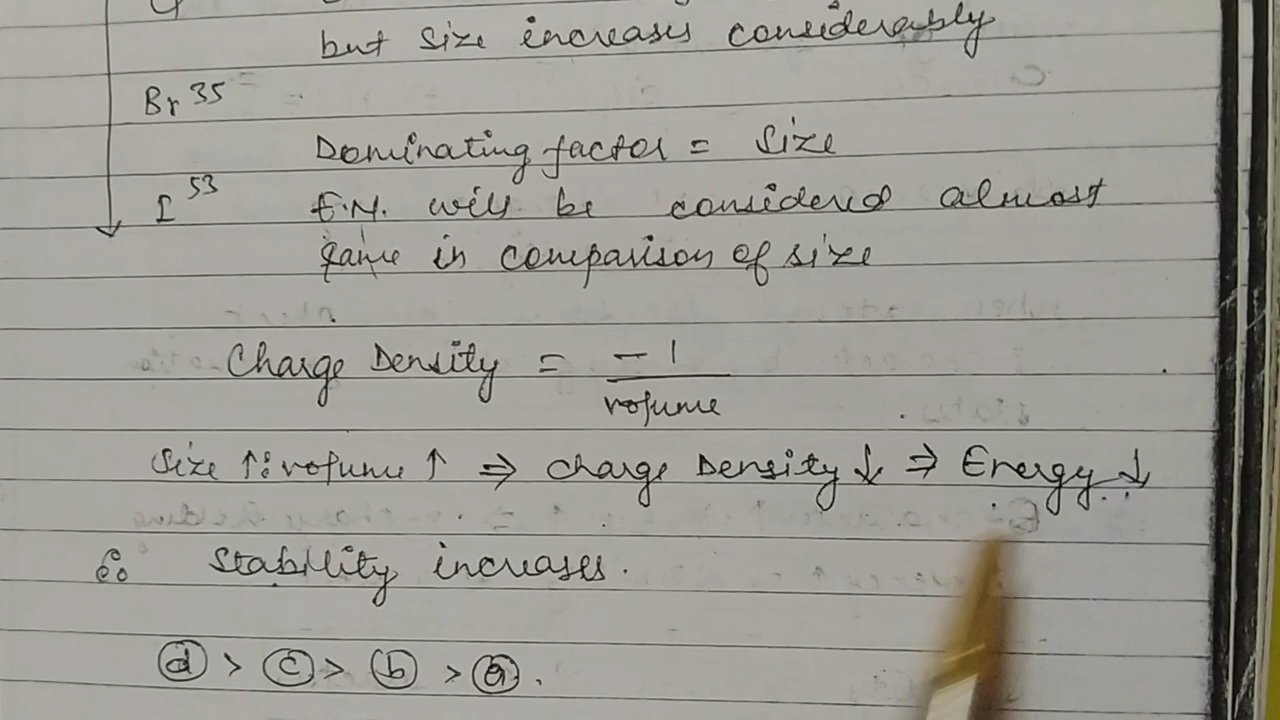 but size increases considerably
Br 35
Dominating factor = size
I 53 E.N. will be considered almost
same in comparison of size
Charge Density = -1 / volume
Size ↑ : volume ↑ ⇒ charge Density ↓ ⇒ Energy ↓
∴ Stability increases.
ⓓ > ⓒ > ⓑ > ⓐ.